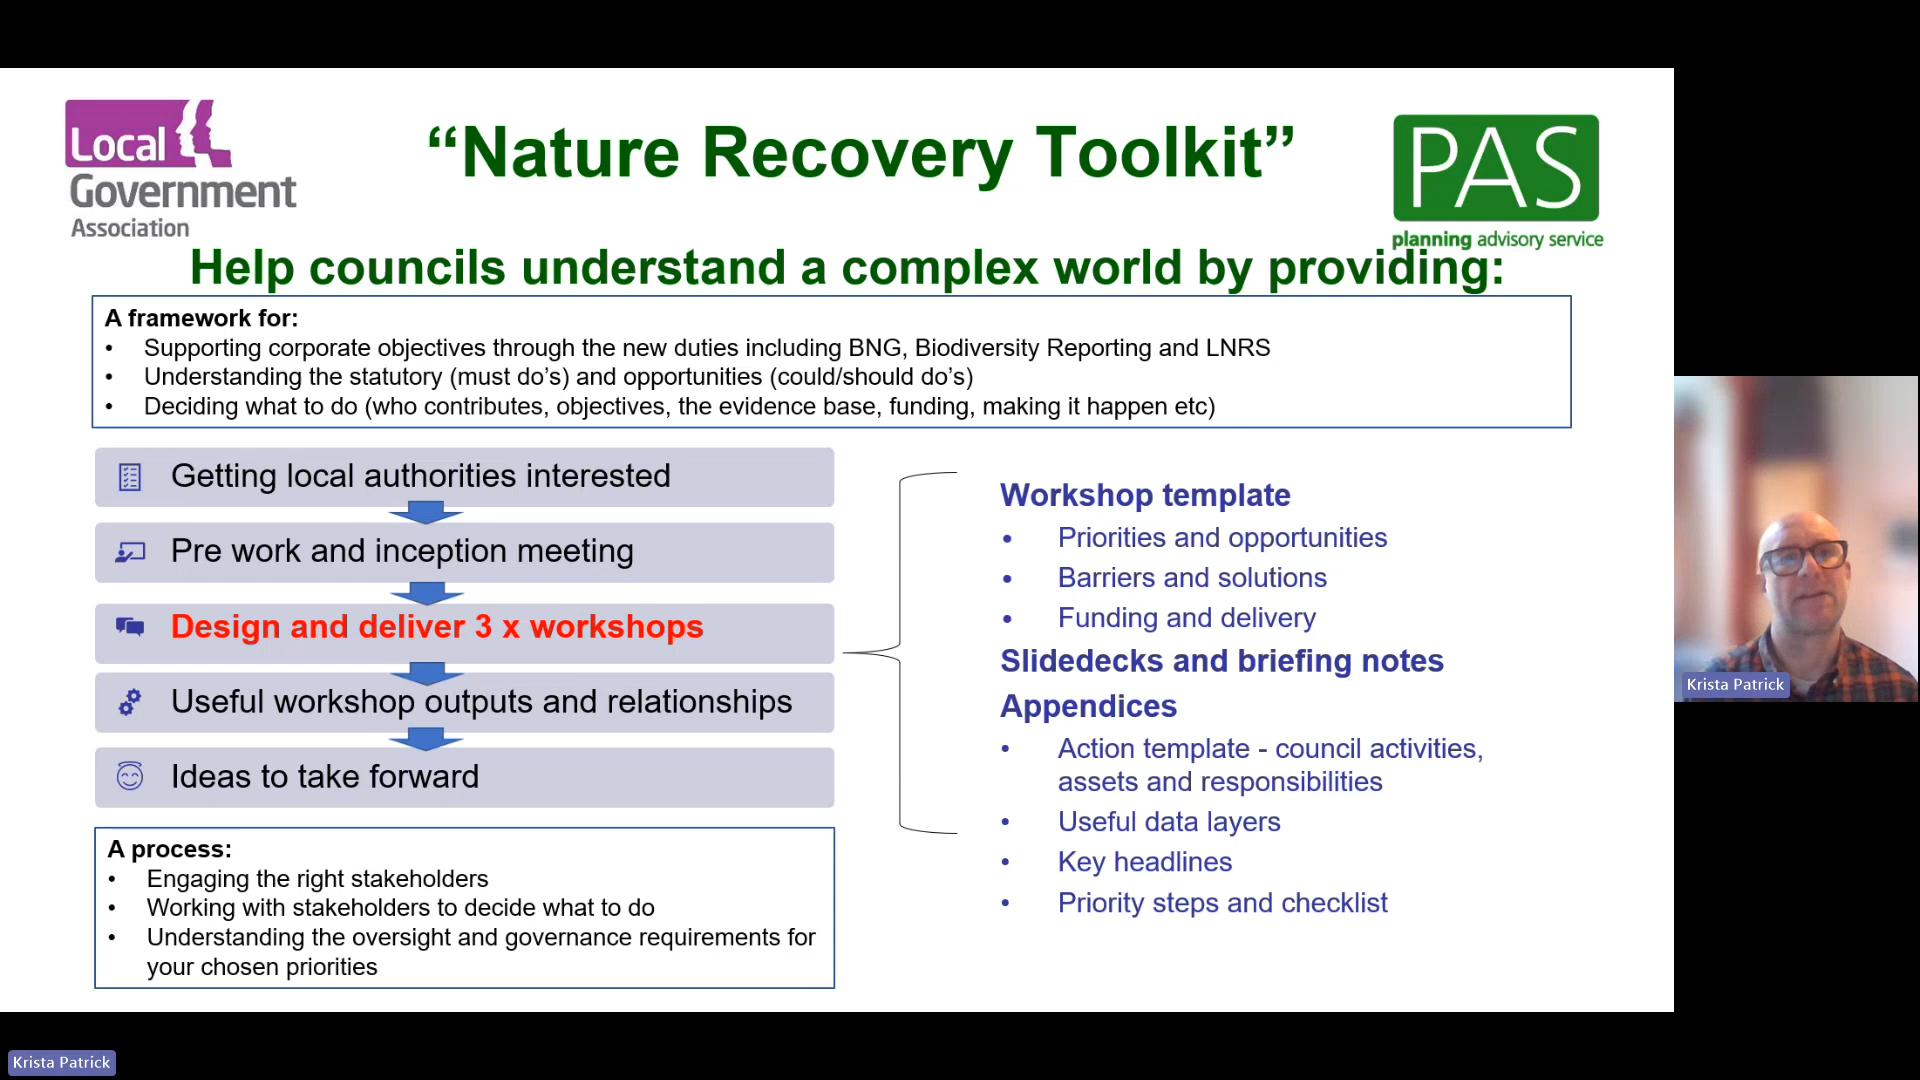 Local
Government
Association
“Nature Recovery Toolkit”
PAS
planning advisory service
Help councils understand a complex world by providing:
A framework for:
• Supporting corporate objectives through the new duties including BNG, Biodiversity Reporting and LNRS
• Understanding the statutory (must do’s) and opportunities (could/should do’s)
• Deciding what to do (who contributes, objectives, the evidence base, funding, making it happen etc)
Getting local authorities interested
Pre work and inception meeting
Design and deliver 3 x workshops
Useful workshop outputs and relationships
Ideas to take forward
A process:
• Engaging the right stakeholders
• Working with stakeholders to decide what to do
• Understanding the oversight and governance requirements for
your chosen priorities
Workshop template
• Priorities and opportunities
• Barriers and solutions
• Funding and delivery
Slidedecks and briefing notes
Appendices
• Action template - council activities,
assets and responsibilities
• Useful data layers
• Key headlines
• Priority steps and checklist
Krista Patrick
Krista Patrick